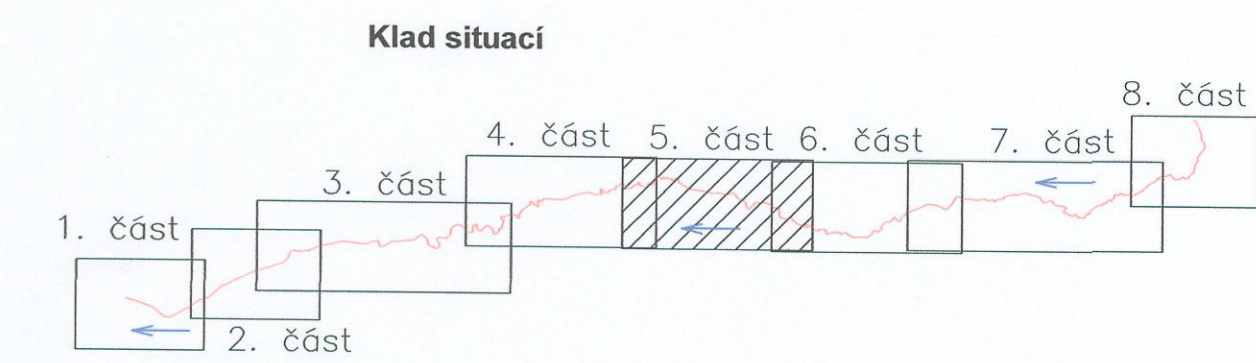 Klad situací
1. část
2. část
3. část
4. část
5. část
6. část
7. část
8. část